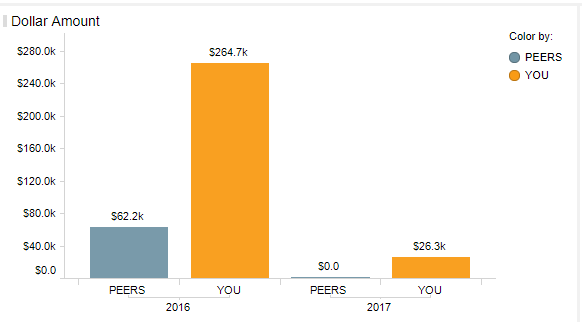 Dollar Amount
Color by:
PEERS
YOU
$280.0k
$240.0k
$200.0k
$160.0k
$120.0k
$80.0k
$40.0k
$0.0
$62.2k
$264.7k
$0.0
$26.3k
PEERS YOU PEERS YOU
2016 2017